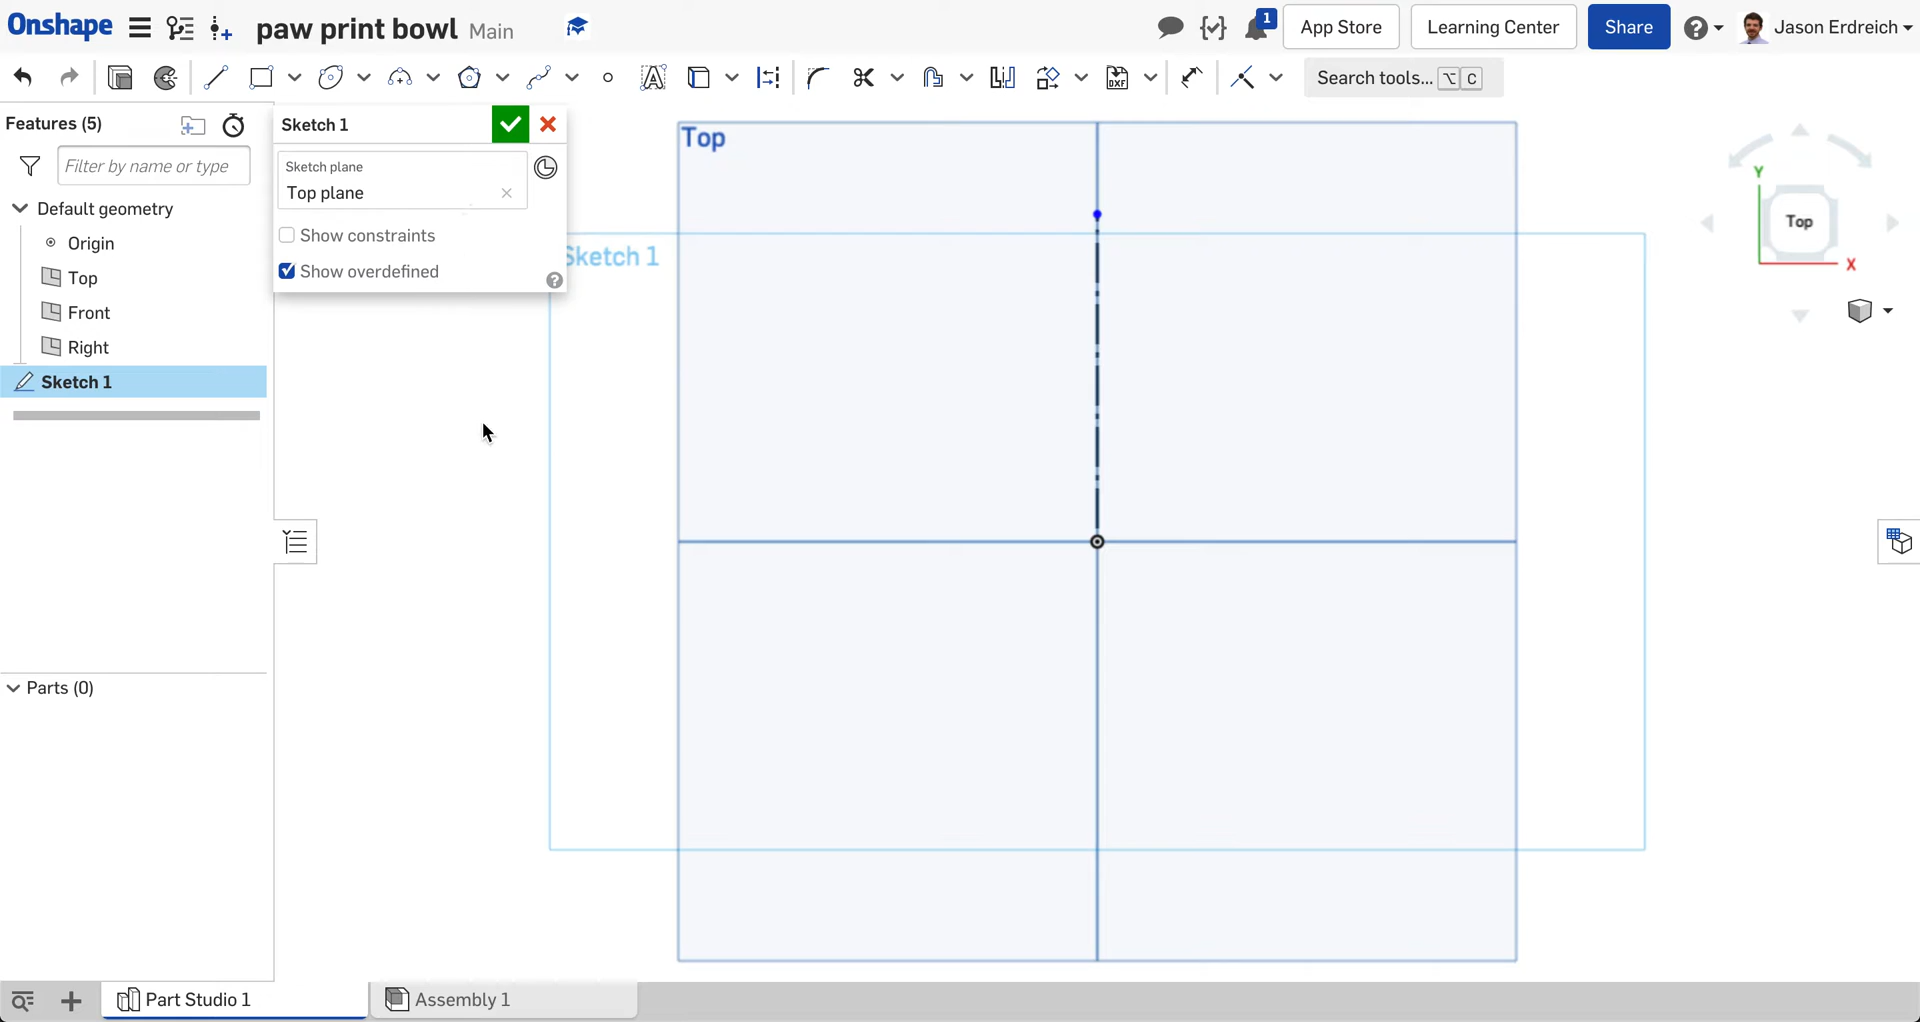 Onshape
paw print bowl Main
1
App Store
Learning Center
Share
Jason Erdreich
Search tools... ⌥ C
Features (5)
Filter by name or type
Default geometry
Origin
Top
Front
Right
Sketch 1
Parts (0)
Sketch 1
Sketch plane
Top plane
Show constraints
Show overdefined
Top
Sketch 1
Y
Top
X
Part Studio 1
Assembly 1